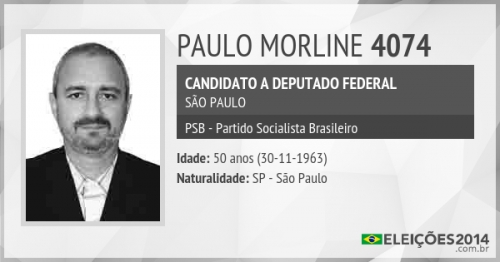 PAULO MORLINE 4074
CANDIDATO A DEPUTADO FEDERAL
SÃO PAULO
PSB - Partido Socialista Brasileiro
Idade: 50 anos (30-11-1963)
Naturalidade: SP - São Paulo
ELEIÇÕES2014
.com.br